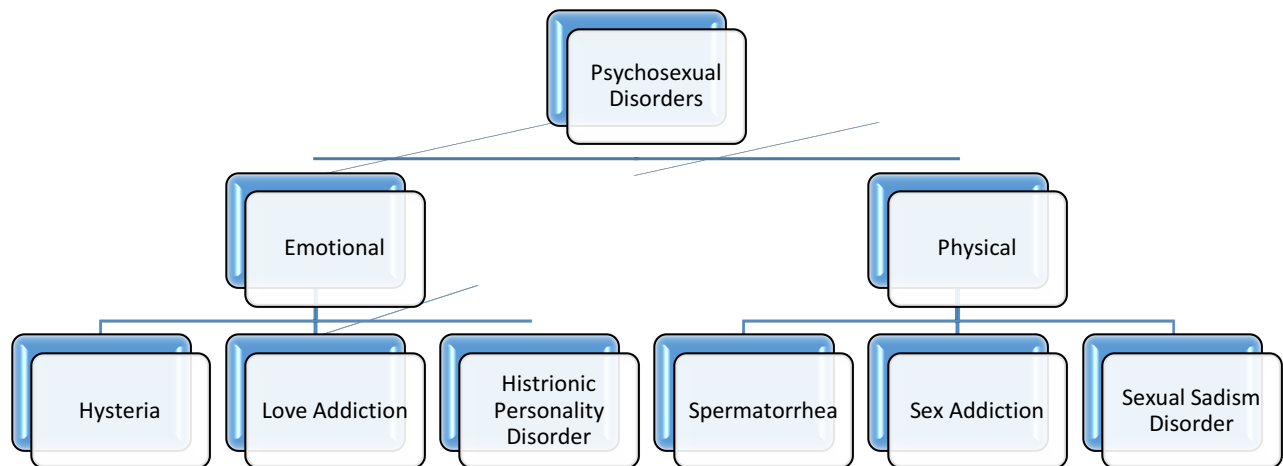 Psychosexual
Disorders
Emotional
Physical
Hysteria
Love Addiction
Histrionic
Personality
Disorder
Spermatorrhea
Sex Addiction
Sexual Sadism
Disorder